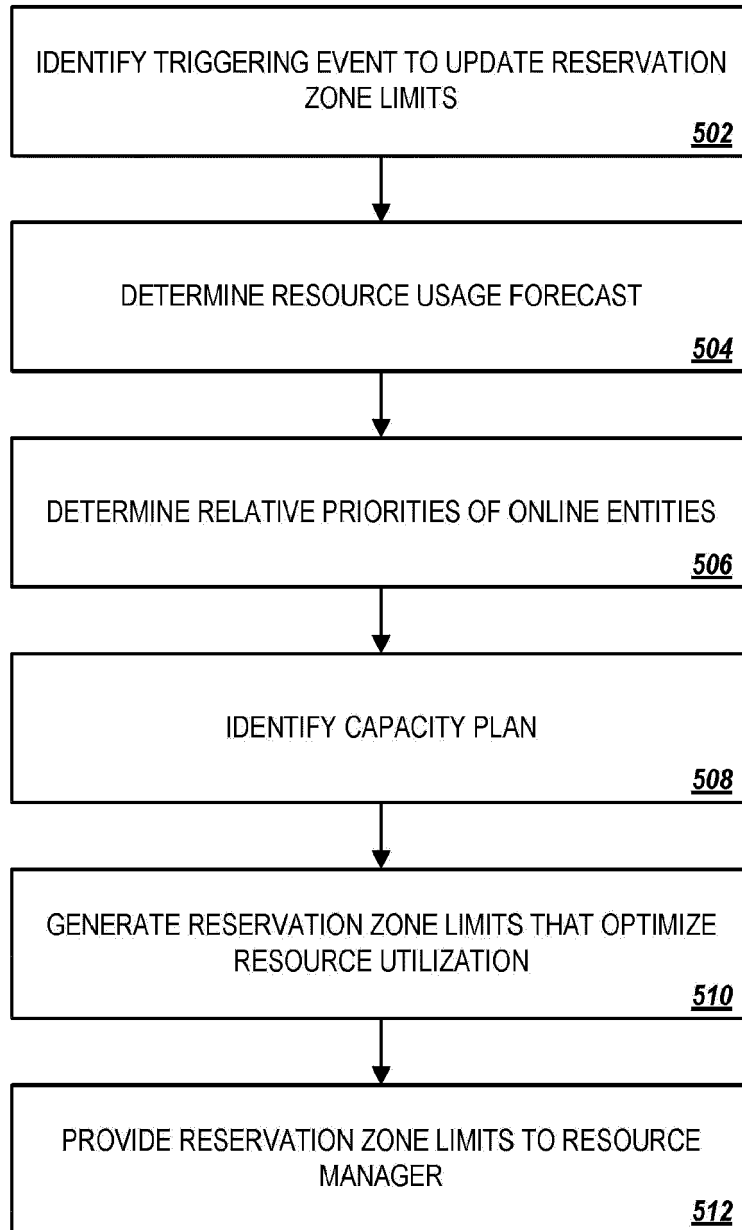 IDENTIFY TRIGGERING EVENT TO UPDATE RESERVATION
ZONE LIMITS
502
DETERMINE RESOURCE USAGE FORECAST
504
DETERMINE RELATIVE PRIORITIES OF ONLINE ENTITIES
506
IDENTIFY CAPACITY PLAN
508
GENERATE RESERVATION ZONE LIMITS THAT OPTIMIZE
RESOURCE UTILIZATION
510
PROVIDE RESERVATION ZONE LIMITS TO RESOURCE
MANAGER
512